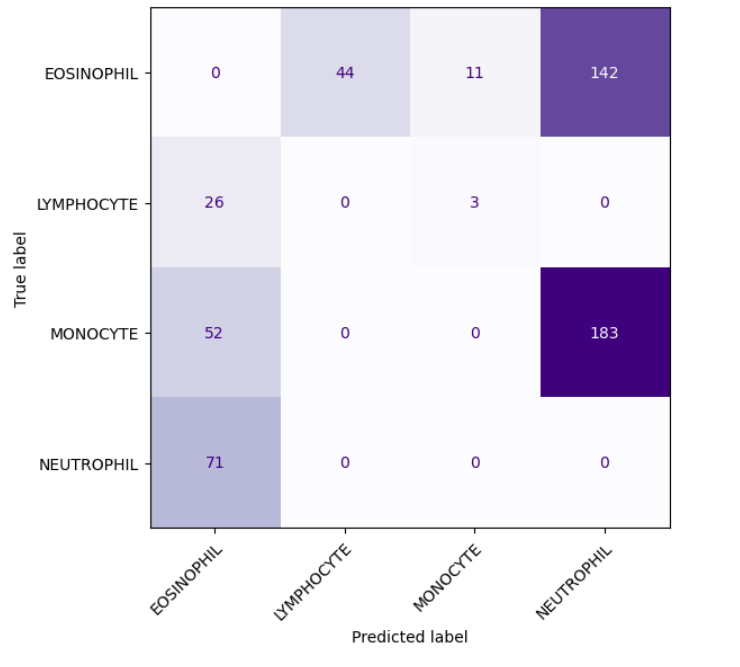 EOSINOPHIL 0 44 11 142
LYMPHOCYTE 26 0 3 0
MONOCYTE 52 0 0 183
NEUTROPHIL 71 0 0 0
True label
EOSINOPHIL LYMPHOCYTE MONOCYTE NEUTROPHIL
Predicted label